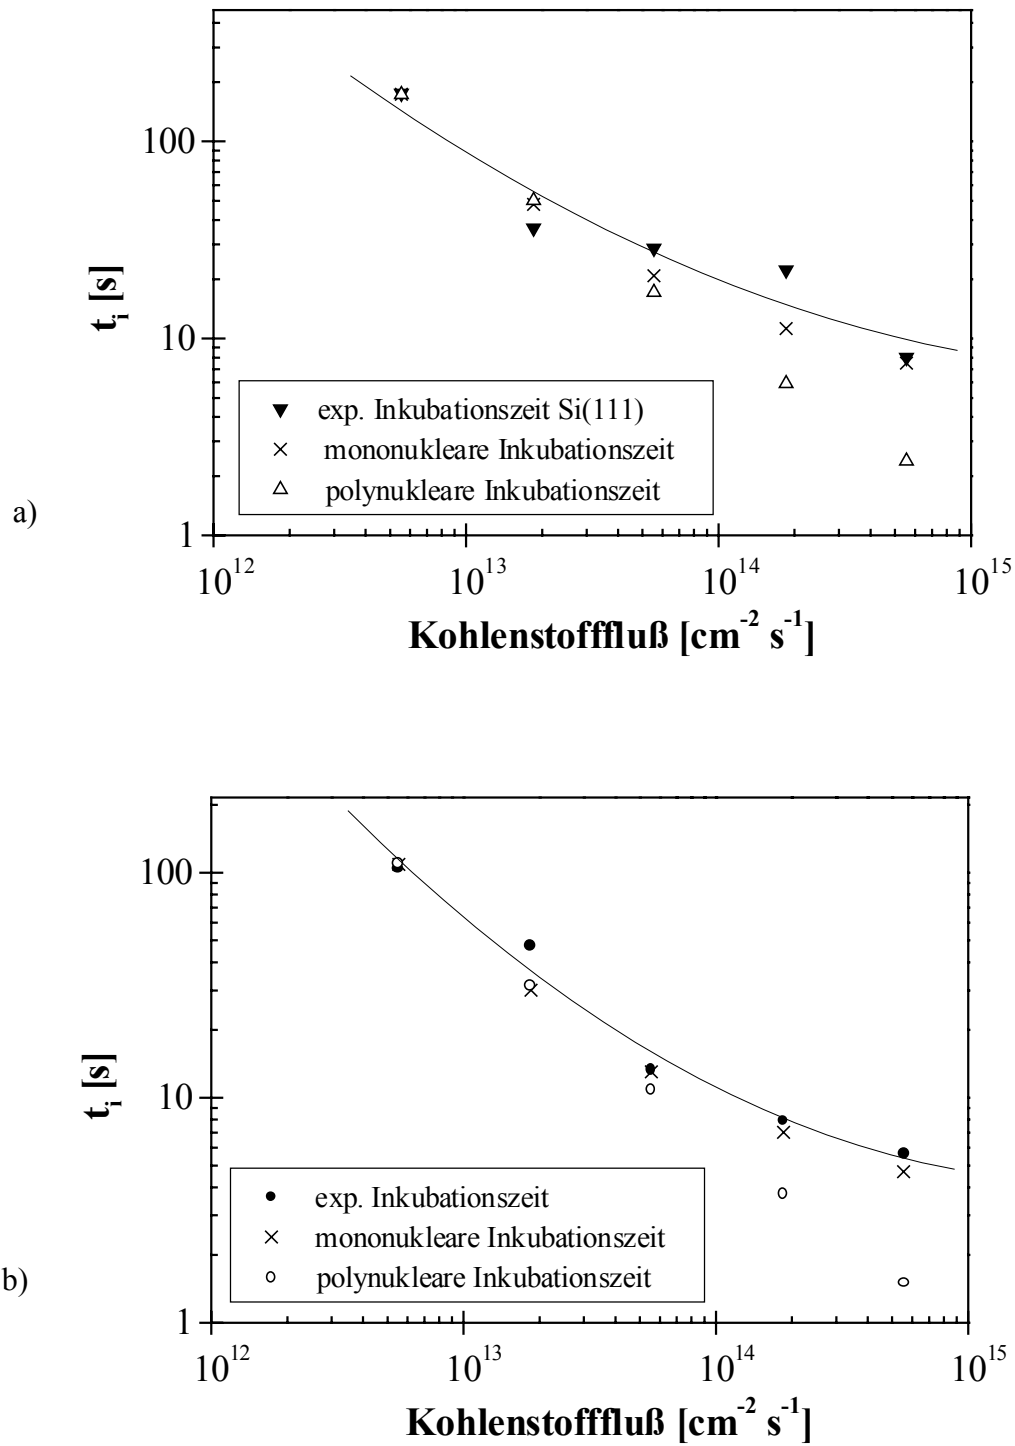 100
10
1
t_i [s]
▼ exp. Inkubationszeit Si(111)
× mononukleare Inkubationszeit
△ polynukleare Inkubationszeit
a)
10^12 10^13 10^14 10^15
Kohlenstofffluß [cm^-2 s^-1]
100
10
1
t_i [s]
● exp. Inkubationszeit
× mononukleare Inkubationszeit
○ polynukleare Inkubationszeit
b)
10^12 10^13 10^14 10^15
Kohlenstofffluß [cm^-2 s^-1]